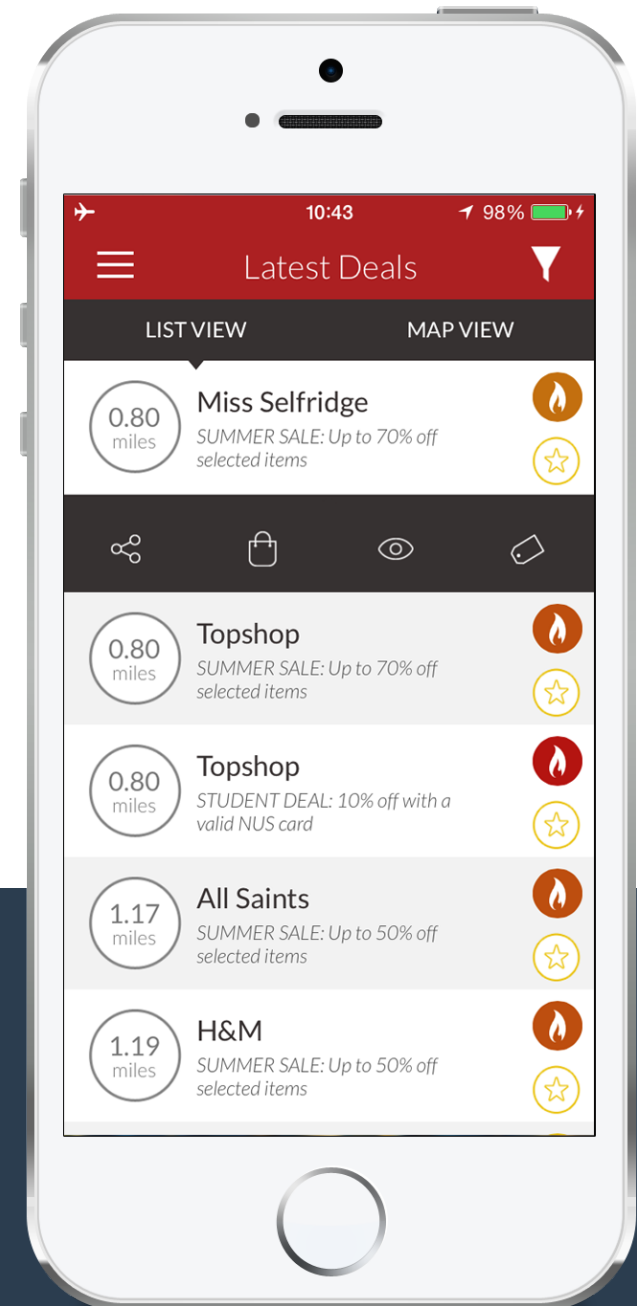 10:43 98%
Latest Deals
LIST VIEW MAP VIEW
0.80
miles
Miss Selfridge
SUMMER SALE: Up to 70% off
selected items
0.80
miles
Topshop
SUMMER SALE: Up to 70% off
selected items
0.80
miles
Topshop
STUDENT DEAL: 10% off with a
valid NUS card
1.17
miles
All Saints
SUMMER SALE: Up to 50% off
selected items
1.19
miles
H&M
SUMMER SALE: Up to 50% off
selected items